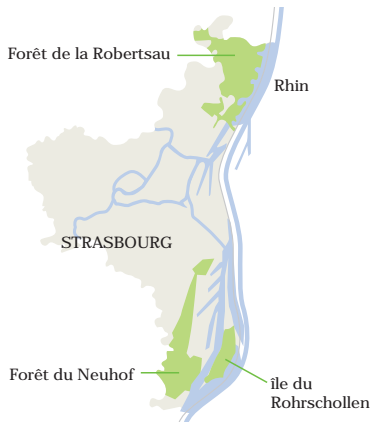 Forêt de la Robertsau
Rhin
STRASBOURG
Forêt du Neuhof
île du
Rohrschollen